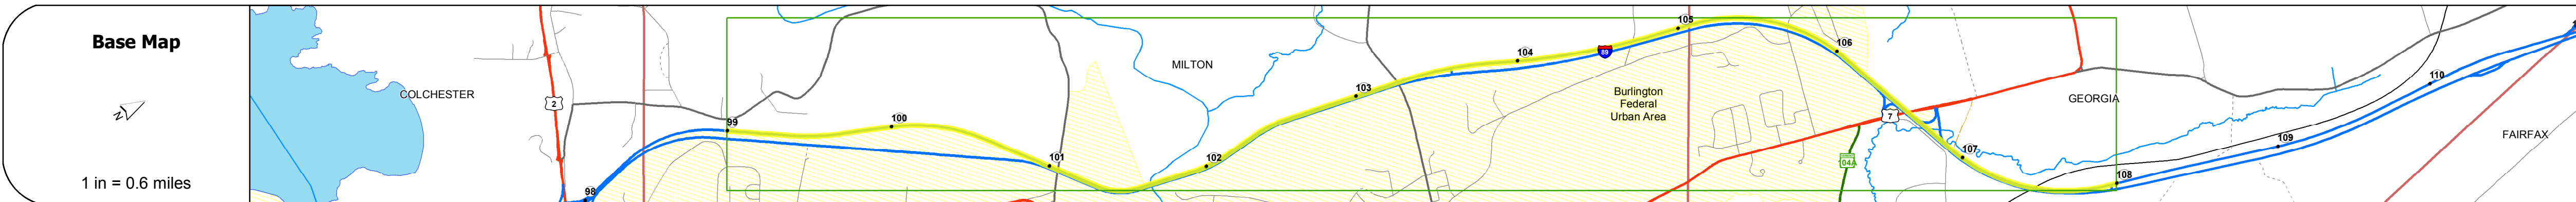 Base Map
N
1 in = 0.6 miles
COLCHESTER
2
98
99
100
101
MILTON
102
103
104
89
105
Burlington
Federal
Urban Area
106
7
104A
107
GEORGIA
108
109
110
FAIRFAX